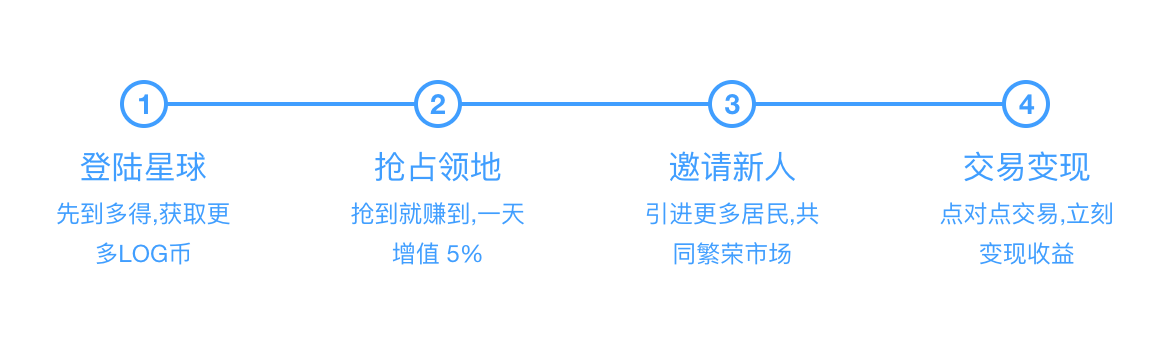 1
2
3
4
登陆星球
抢占领地
邀请新人
交易变现
先到多得,获取更
多LOG币
抢到就赚到,一天
增值 5%
引进更多居民,共
同繁荣市场
点对点交易,立刻
变现收益